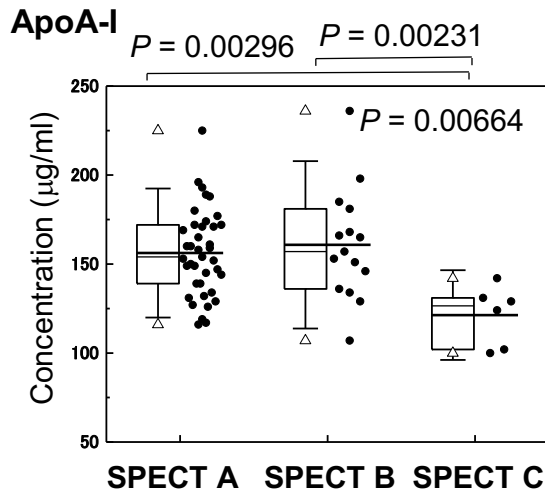 ApoA-I
P = 0.00296
P = 0.00231
P = 0.00664
Concentration (μg/ml)
250
200
150
100
50
SPECT A SPECT B SPECT C